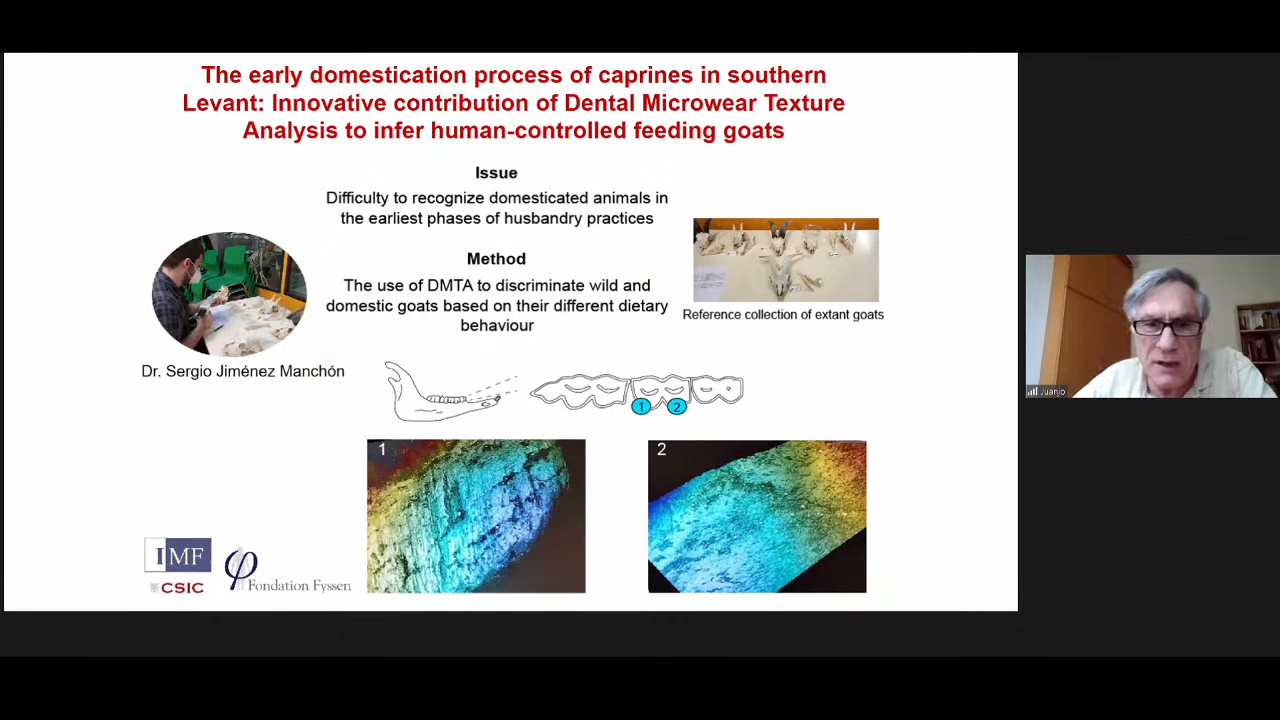 The early domestication process of caprines in southern
Levant: Innovative contribution of Dental Microwear Texture
Analysis to infer human-controlled feeding goats
Issue
Difficulty to recognize domesticated animals in
the earliest phases of husbandry practices
Method
The use of DMTA to discriminate wild and
domestic goats based on their different dietary
behaviour
Reference collection of extant goats
Dr. Sergio Jiménez Manchón
1
2
1
2
IMF
CSIC
φ Fondation Fyssen
Juanjo